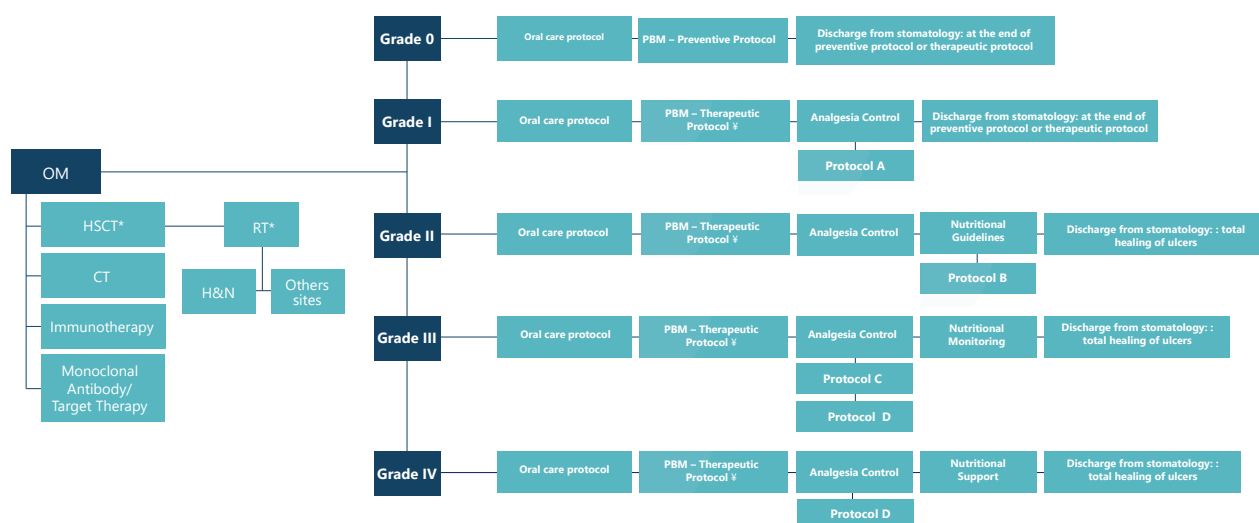 OM
HSCT*
RT*
CT
H&N
Others
sites
Immunotherapy
Monoclonal
Antibody/
Target Therapy
Grade 0
Oral care protocol
PBM – Preventive Protocol
Discharge from stomatology: at the end of
preventive protocol or therapeutic protocol
Grade I
Oral care protocol
PBM – Therapeutic
Protocol ¥
Analgesia Control
Discharge from stomatology: at the end of
preventive protocol or therapeutic protocol
Protocol A
Grade II
Oral care protocol
PBM – Therapeutic
Protocol ¥
Analgesia Control
Nutritional
Guidelines
Discharge from stomatology: : total
healing of ulcers
Protocol B
Grade III
Oral care protocol
PBM – Therapeutic
Protocol ¥
Analgesia Control
Nutritional
Monitoring
Discharge from stomatology: :
total healing of ulcers
Protocol C
Protocol D
Grade IV
Oral care protocol
PBM – Therapeutic
Protocol ¥
Analgesia Control
Nutritional
Support
Discharge from stomatology: :
total healing of ulcers
Protocol D